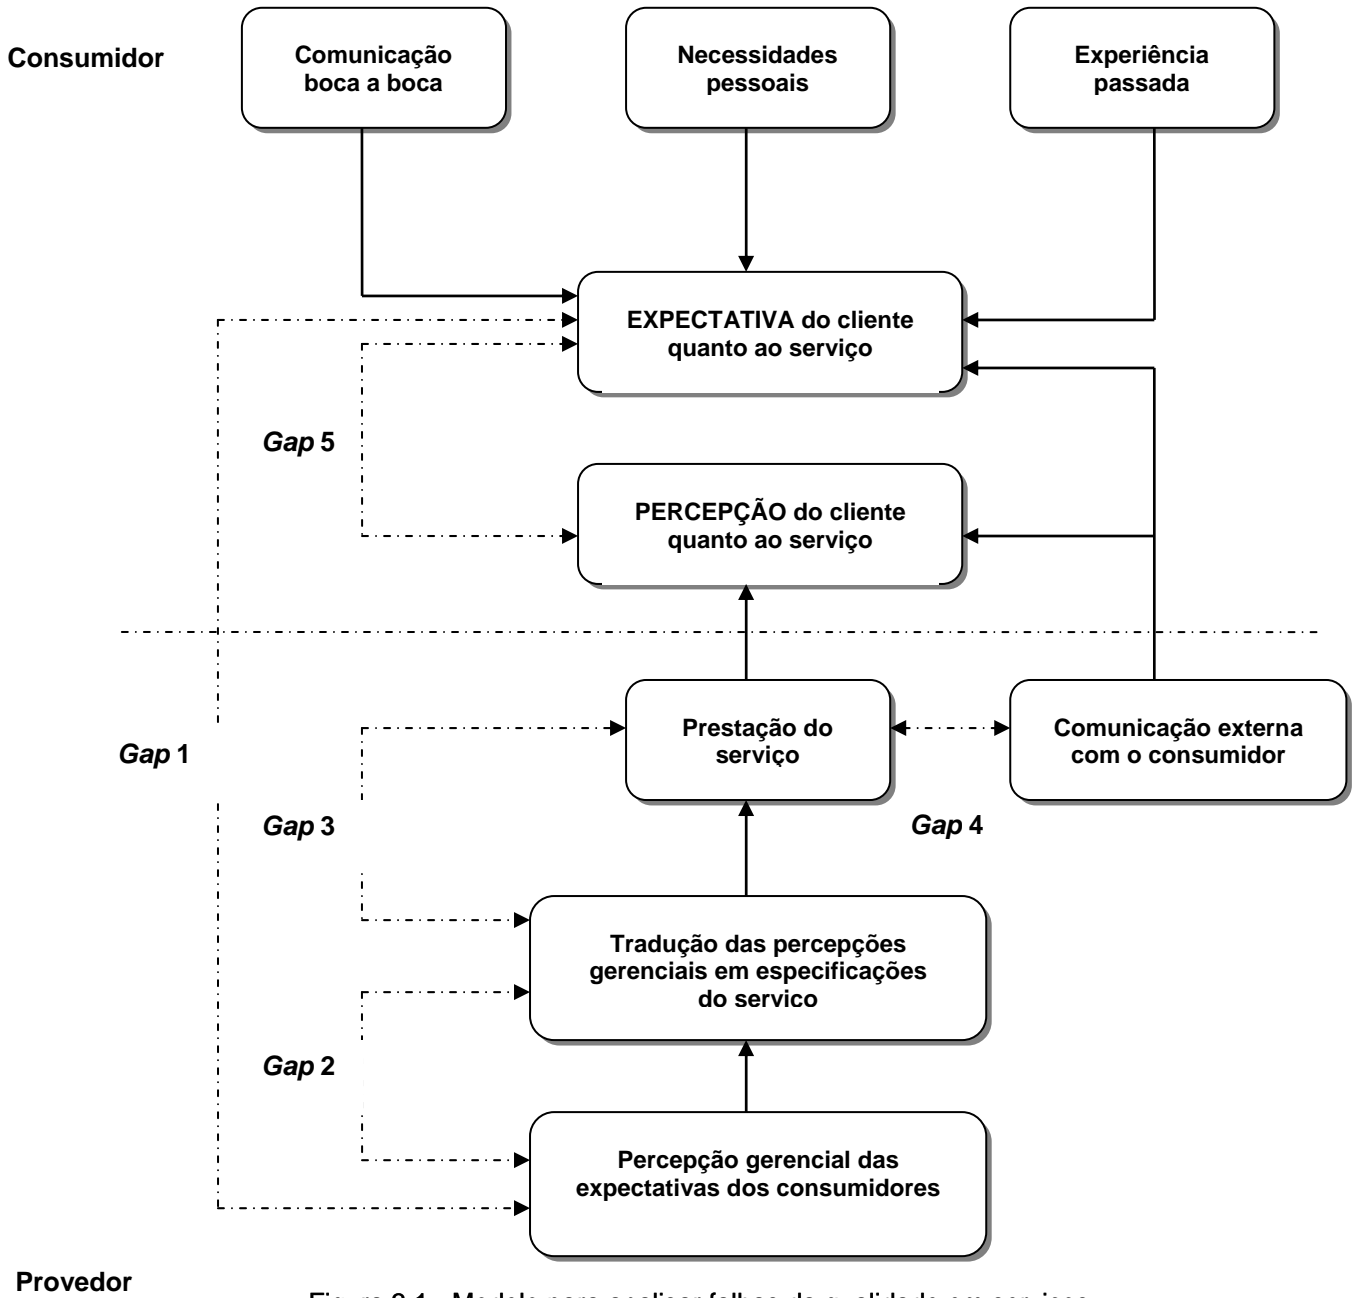 Consumidor
Comunicação
boca a boca
Necessidades
pessoais
Experiência
passada
EXPECTATIVA do cliente
quanto ao serviço
Gap 5
PERCEPÇÃO do cliente
quanto ao serviço
Gap 1
Prestação do
serviço
Comunicação externa
com o consumidor
Gap 3
Gap 4
Tradução das percepções
gerenciais em especificações
do servico
Gap 2
Percepção gerencial das
expectativas dos consumidores
Provedor